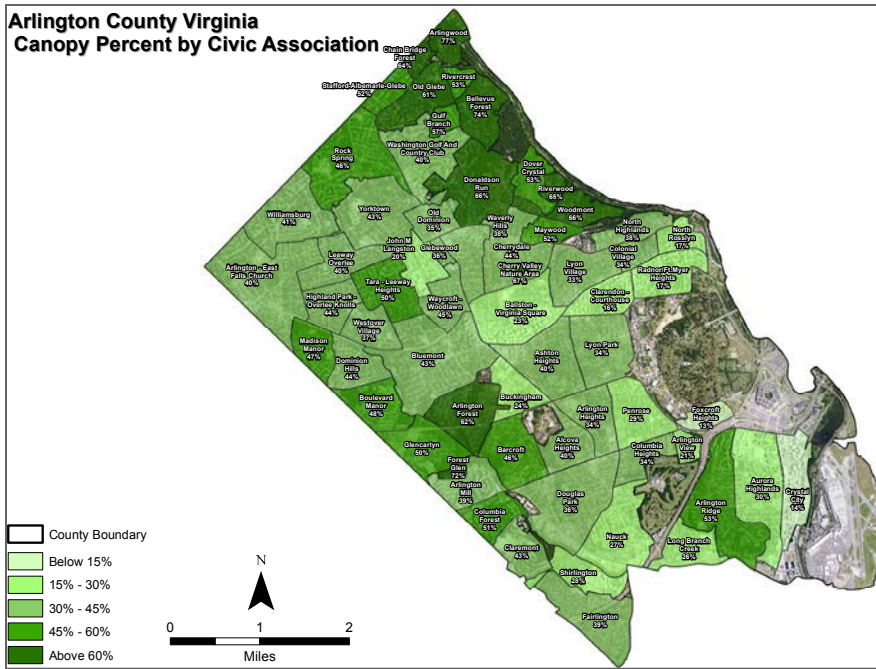 Arlington County Virginia
Canopy Percent by Civic Association
Arlingwood
77%
Chain Bridge
Forest
64%
Rivercrest
53%
Stafford-Albemarle-Glebe
52%
Old Glebe
61%
Bellevue
Forest
74%
Gulf
Branch
57%
Rock
Spring
46%
Washington Golf And
Country Club
40%
Dover
Crystal
53%
Donaldson
Run
66%
Riverwood
65%
Woodmont
66%
Williamsburg
41%
Yorktown
43%
Old
Dominion
35%
Waverly
Hills
38%
Maywood
52%
North
Highlands
38%
North
Rosslyn
17%
John M
Langston
20%
Glebewood
36%
Cherrydale
44%
Colonial
Village
34%
Leeway
Overlee
40%
Arlington - East
Falls Church
40%
Cherry Valley
Nature Area
67%
Lyon
Village
33%
Radnor/Ft.Myer
Heights
17%
Tara - Leeway
Heights
50%
Highland Park -
Overlee Knolls
44%
Waycroft -
Woodlawn
45%
Ballston -
Virginia Square
23%
Clarendon -
Courthouse
16%
Westover
Village
37%
Madison
Manor
47%
Dominion
Hills
44%
Bluemont
43%
Ashton
Heights
40%
Lyon Park
34%
Boulevard
Manor
48%
Arlington
Forest
62%
Buckingham
24%
Arlington
Heights
34%
Penrose
29%
Foxcroft
Heights
13%
Glencarlyn
50%
Barcroft
46%
Alcova
Heights
40%
Columbia
Heights
34%
Arlington
View
21%
Forest
Glen
72%
Arlington
Mill
39%
Douglas
Park
36%
Arlington
Ridge
53%
Aurora
Highlands
30%
Crystal
City
14%
Columbia
Forest
51%
Claremont
43%
Nauck
27%
Long Branch
Creek
26%
Shirlington
28%
Fairlington
39%
County Boundary
Below 15%
15% - 30%
30% - 45%
45% - 60%
Above 60%
N
0 1 2
Miles